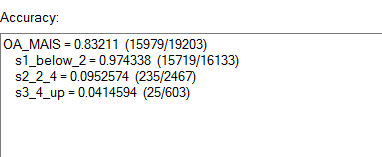 Accuracy:
OA_MAIS = 0.83211 (15979/19203)
s1_below_2 = 0.974338 (15719/16133)
s2_2_4 = 0.0952574 (235/2467)
s3_4_up = 0.0414594 (25/603)